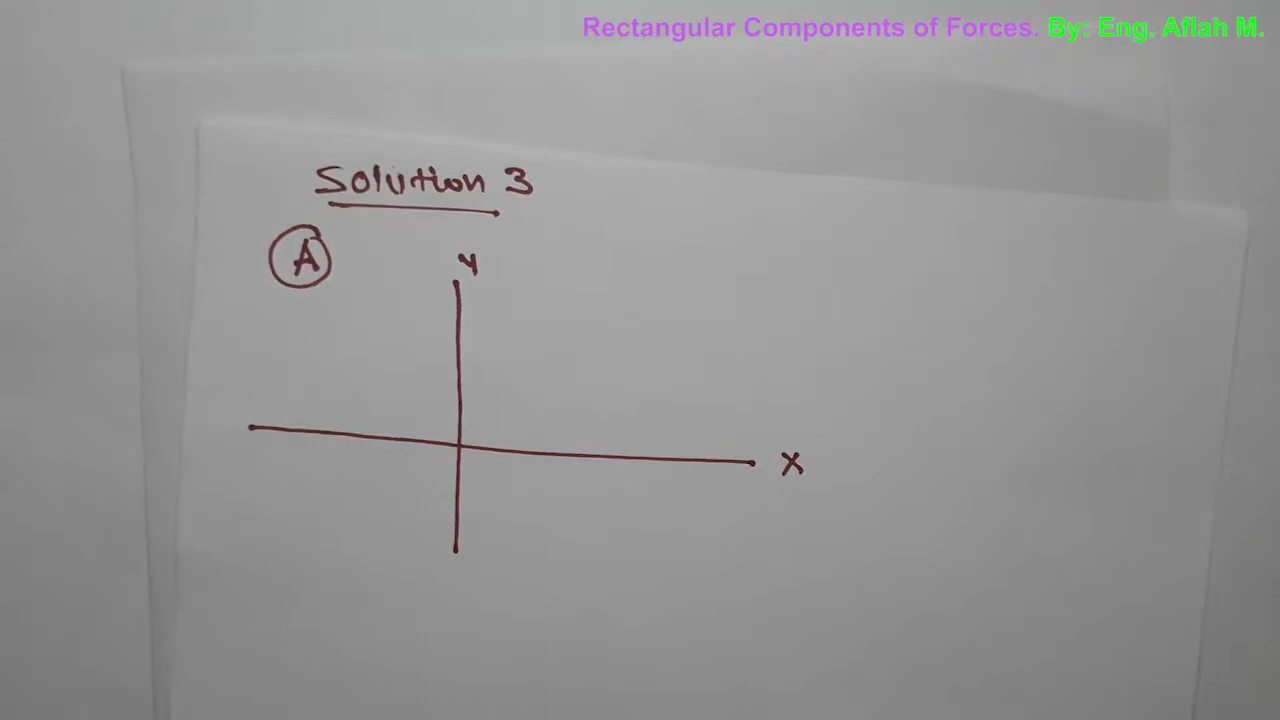 Rectangular Components of Forces. By: Eng. Aflah M.
Solution 3
A
Y
X